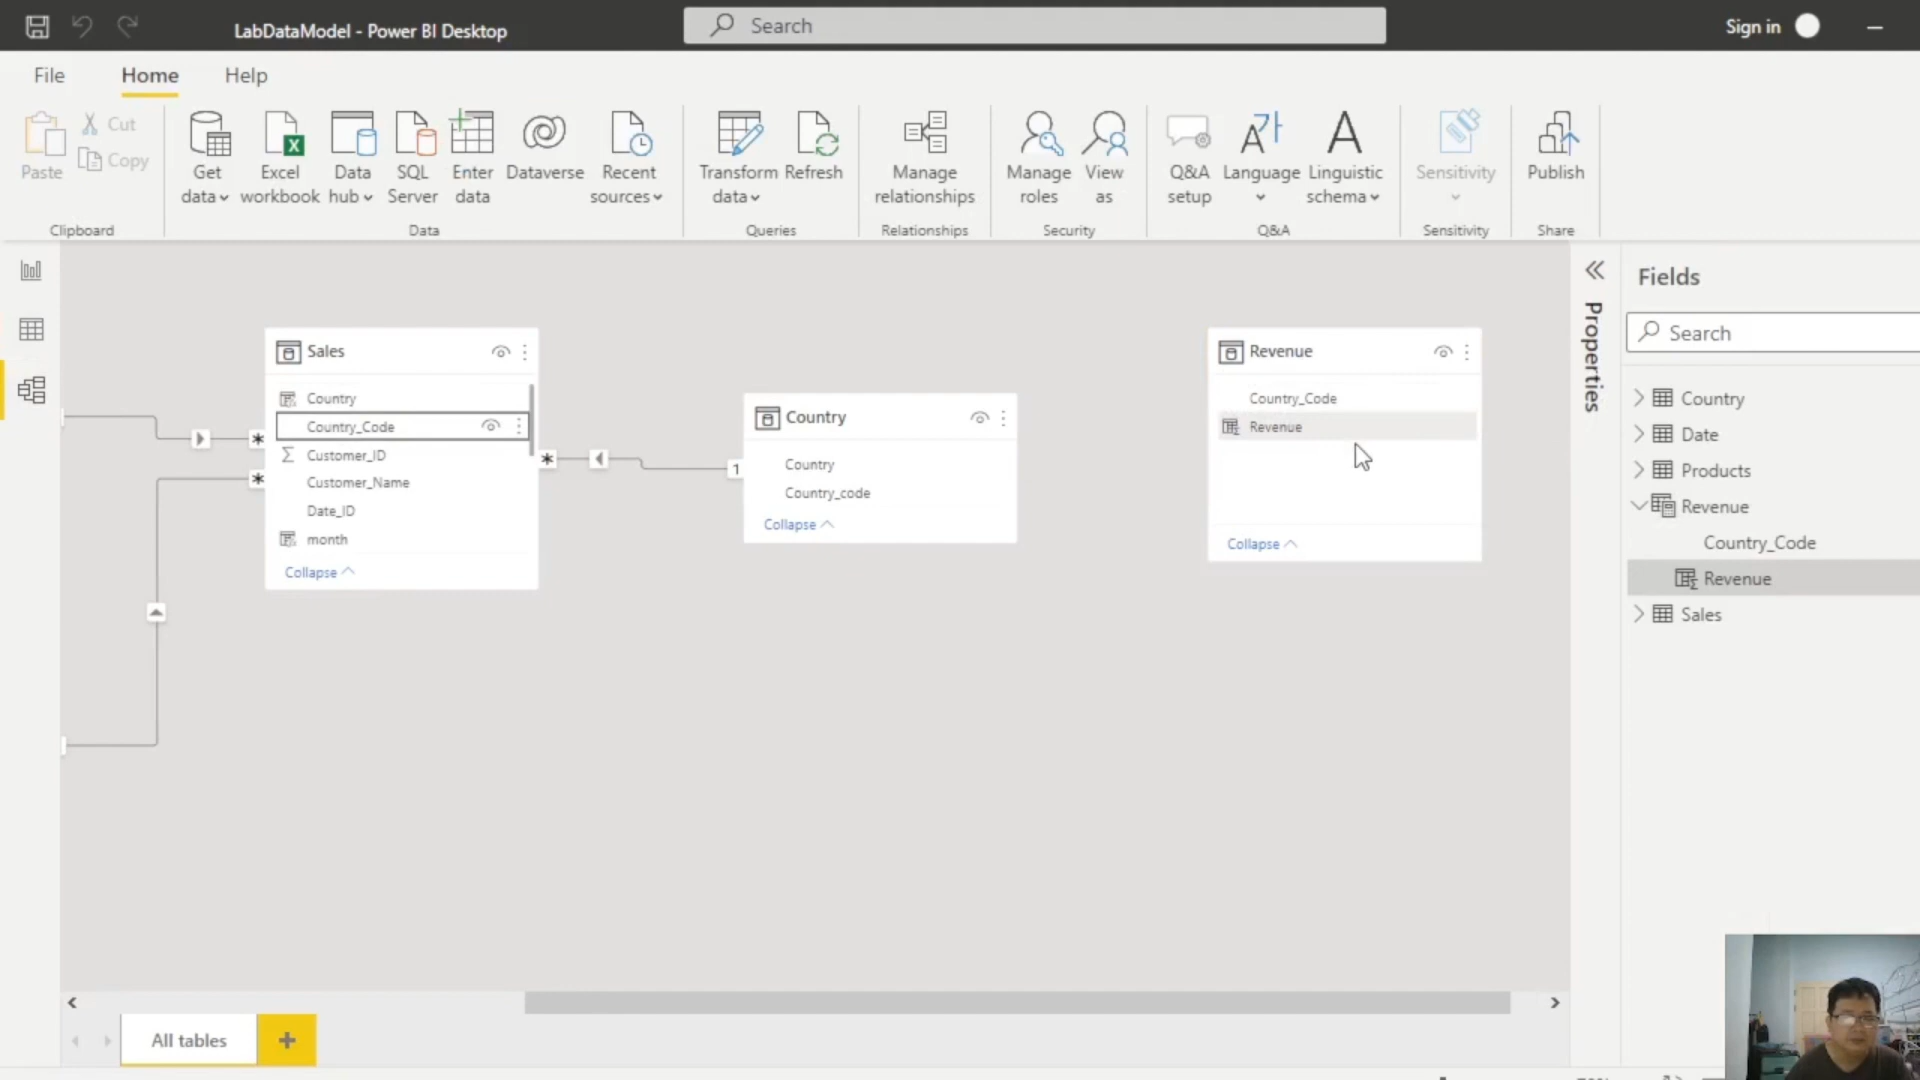 LabDataModel - Power BI Desktop
Search
Sign in
File
Home
Help
Paste
Cut
Copy
Clipboard
Get data
Excel workbook
Data hub
SQL Server
Enter data
Dataverse
Recent sources
Data
Transform data
Refresh
Queries
Manage relationships
Relationships
Manage roles
View as
Security
Q&A setup
Language
Linguistic schema
Q&A
Sensitivity
Sensitivity
Publish
Share
Sales
Country
Country_Code
Customer_ID
Customer_Name
Date_ID
month
Collapse
*
*
*
1
Country
Country
Country_code
Collapse
Revenue
Country_Code
Revenue
Collapse
Properties
Fields
Search
Country
Date
Products
Revenue
Country_Code
Revenue
Sales
All tables